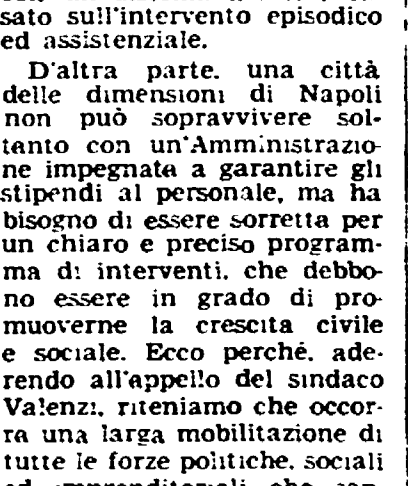 sato sull'intervento episodico
ed assistenziale.
D'altra parte, una città
delle dimensioni di Napoli
non può sopravvivere sol-
tanto con un'Amministrazio-
ne impegnata a garantire gli
stipendi al personale, ma ha
bisogno di essere sorretta per
un chiaro e preciso program-
ma di interventi, che debbo-
no essere in grado di pro-
muoverne la crescita civile
e sociale. Ecco perché, ade-
rendo all'appello del sindaco
Valenzi, riteniamo che occor-
ra una larga mobilitazione di
tutte le forze politiche, sociali
ed imprenditoriali che